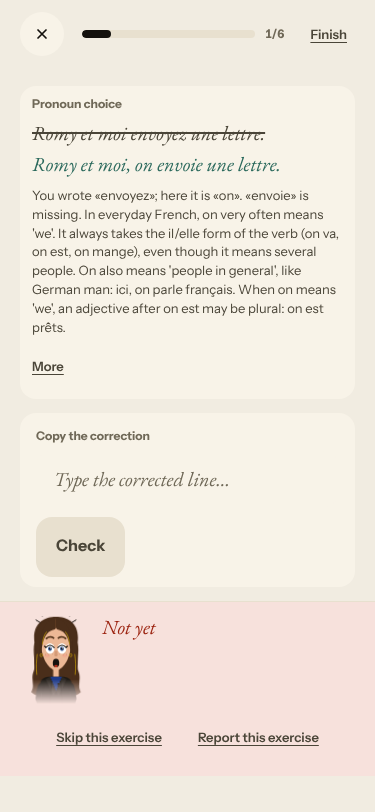 1/6
Finish
Pronoun choice
Romy et moi envoyez une lettre.
Romy et moi, on envoie une lettre.
You wrote «envoyez»; here it is «on». «envoie» is
missing. In everyday French, on very often means
'we'. It always takes the il/elle form of the verb (on va,
on est, on mange), even though it means several
people. On also means 'people in general', like
German man: ici, on parle français. When on means
'we', an adjective after on est may be plural: on est
prêts.
More
Copy the correction
Type the corrected line...
Check
Not yet
Skip this exercise
Report this exercise